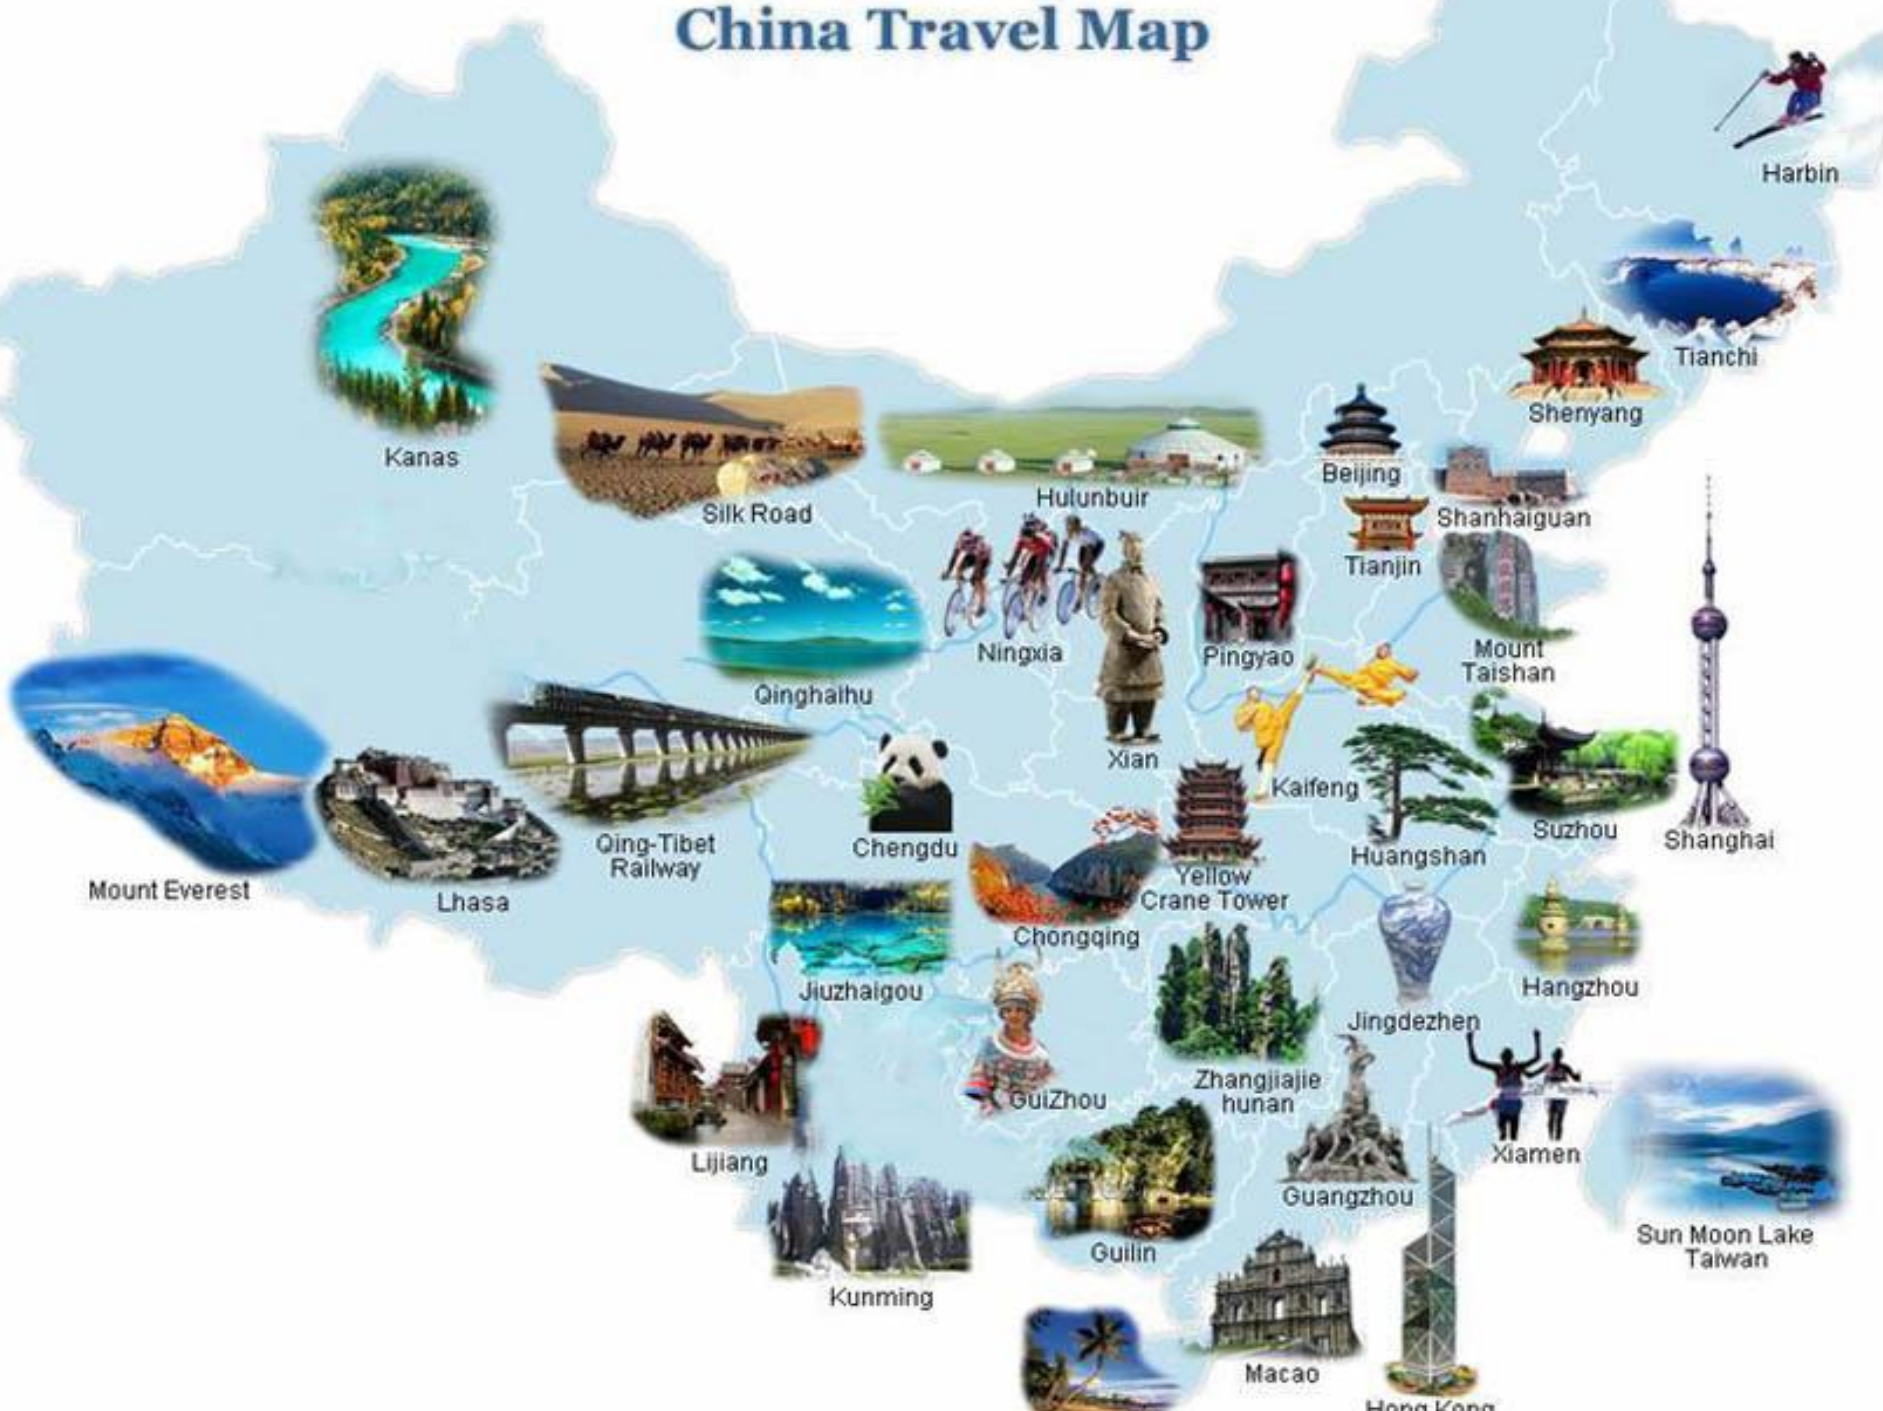 China Travel Map
Harbin
Tianchi
Shenyang
Kanas
Beijing
Silk Road
Hulunbuir
Shanhaiguan
Tianjin
Ningxia
Pingyao
Mount
Taishan
Qinghaihu
Xian
Kaifeng
Suzhou
Shanghai
Qing-Tibet
Railway
Chengdu
Huangshan
Mount Everest
Lhasa
Yellow
Crane Tower
Chongqing
Jiuzhaigou
Hangzhou
Jingdezhen
Zhangjiajie
hunan
GuiZhou
Lijiang
Xiamen
Guangzhou
Sun Moon Lake
Taiwan
Guilin
Kunming
Macao
Hong Kong